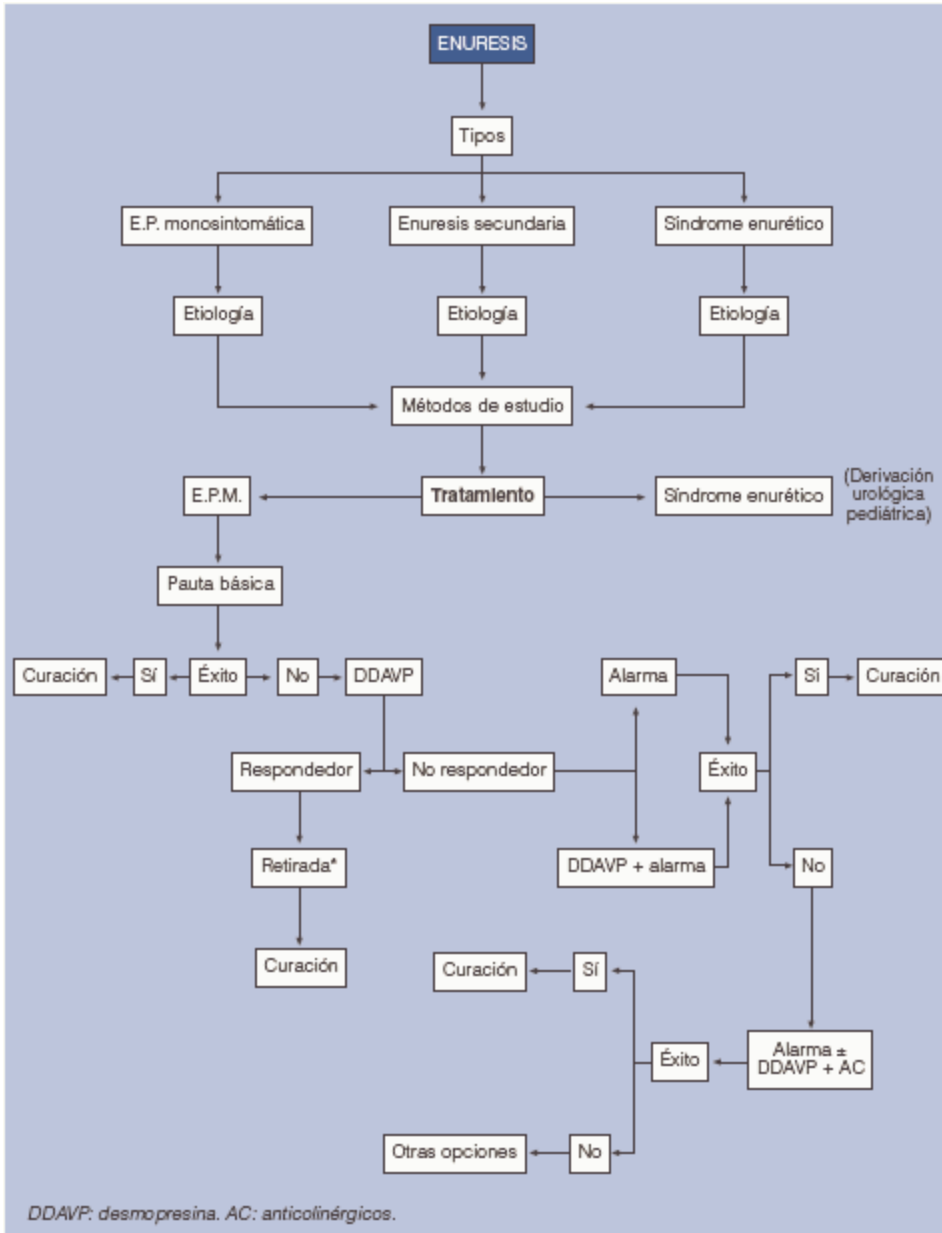 ENURESIS
Tipos
E.P. monosintomática
Enuresis secundaria
Síndrome enurético
Etiología
Etiología
Etiología
Métodos de estudio
E.P.M.
Tratamiento
Síndrome enurético
(Derivación
urológica
pediátrica)
Pauta básica
Curación
Sí
Éxito
No
DDAVP
Alarma
Sí
Curación
Respondedor
No respondedor
Éxito
Retirada*
DDAVP + alarma
No
Curación
Curación
Sí
Éxito
Alarma ±
DDAVP + AC
Otras opciones
No
DDAVP: desmopresina. AC: anticolinérgicos.